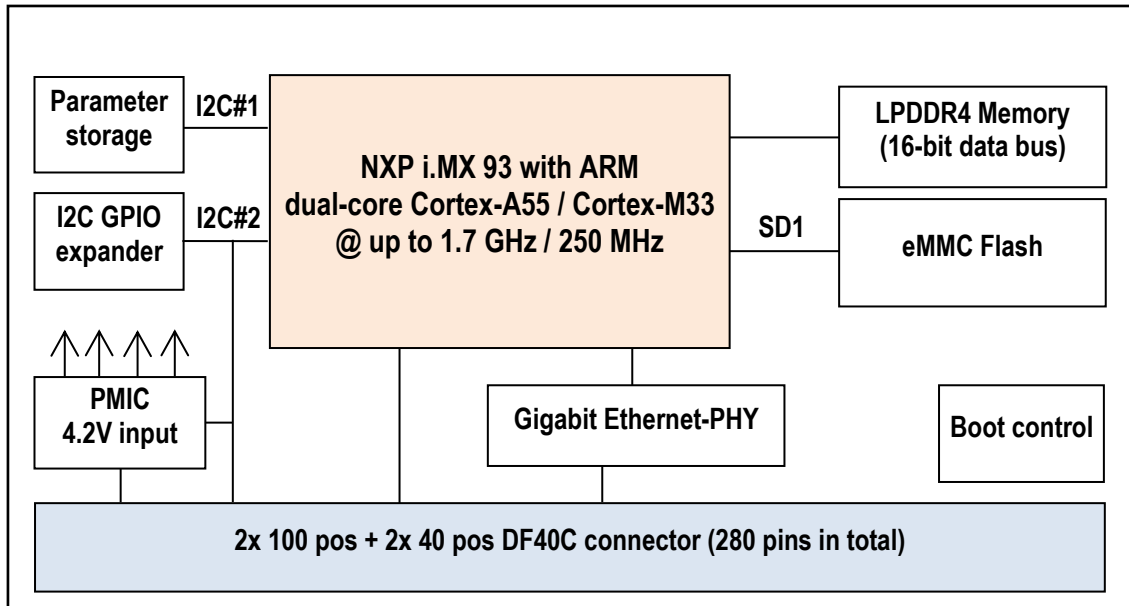 Parameter
storage
I2C#1
NXP i.MX 93 with ARM
dual-core Cortex-A55 / Cortex-M33
@ up to 1.7 GHz / 250 MHz
LPDDR4 Memory
(16-bit data bus)
I2C GPIO
expander
I2C#2
SD1
eMMC Flash
PMIC
4.2V input
Gigabit Ethernet-PHY
Boot control
2x 100 pos + 2x 40 pos DF40C connector (280 pins in total)